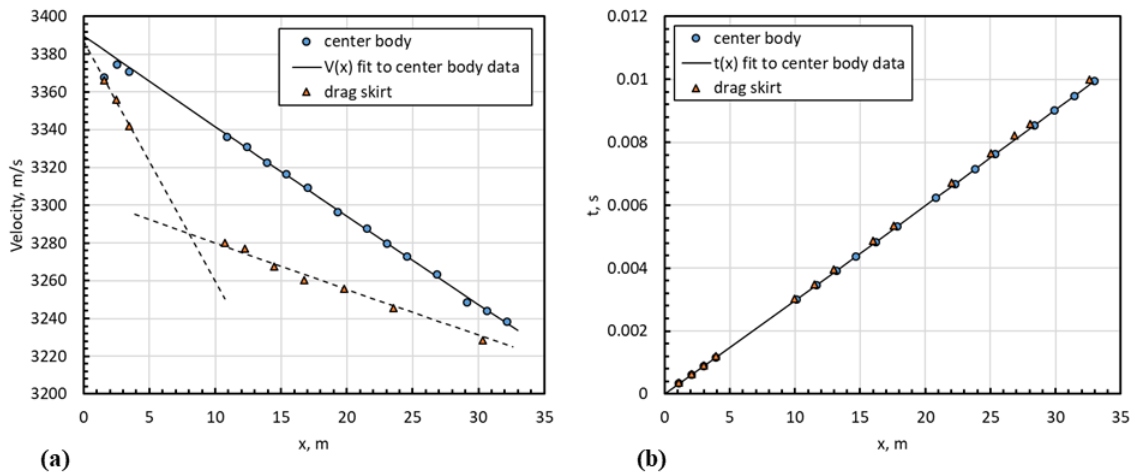 3400
3380
3360
3340
3320
3300
3280
3260
3240
3220
3200
Velocity, m/s
center body
V(x) fit to center body data
drag skirt
0 5 10 15 20 25 30 35
x, m
(a)
0.012
0.01
0.008
0.006
0.004
0.002
0
t, s
center body
t(x) fit to center body data
drag skirt
0 5 10 15 20 25 30 35
x, m
(b)